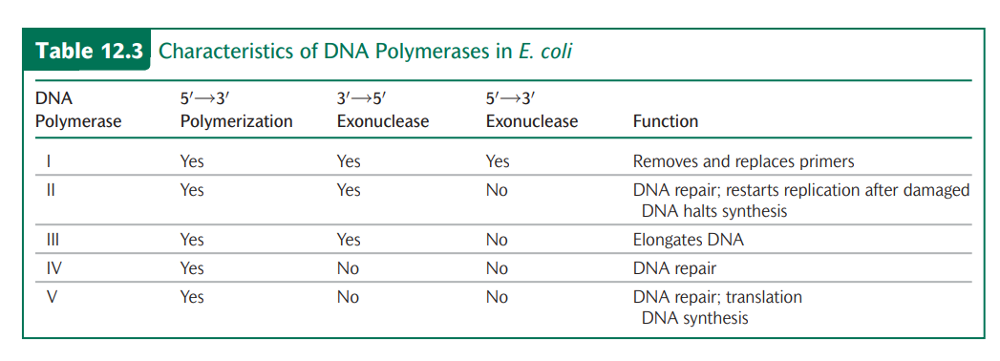 Table 12.3 Characteristics of DNA Polymerases in E. coli
DNA Polymerase 5′→3′ Polymerization 3′→5′ Exonuclease 5′→3′ Exonuclease Function
I Yes Yes Yes Removes and replaces primers
II Yes Yes No DNA repair; restarts replication after damaged
DNA halts synthesis
III Yes Yes No Elongates DNA
IV Yes No No DNA repair
V Yes No No DNA repair; translation
DNA synthesis